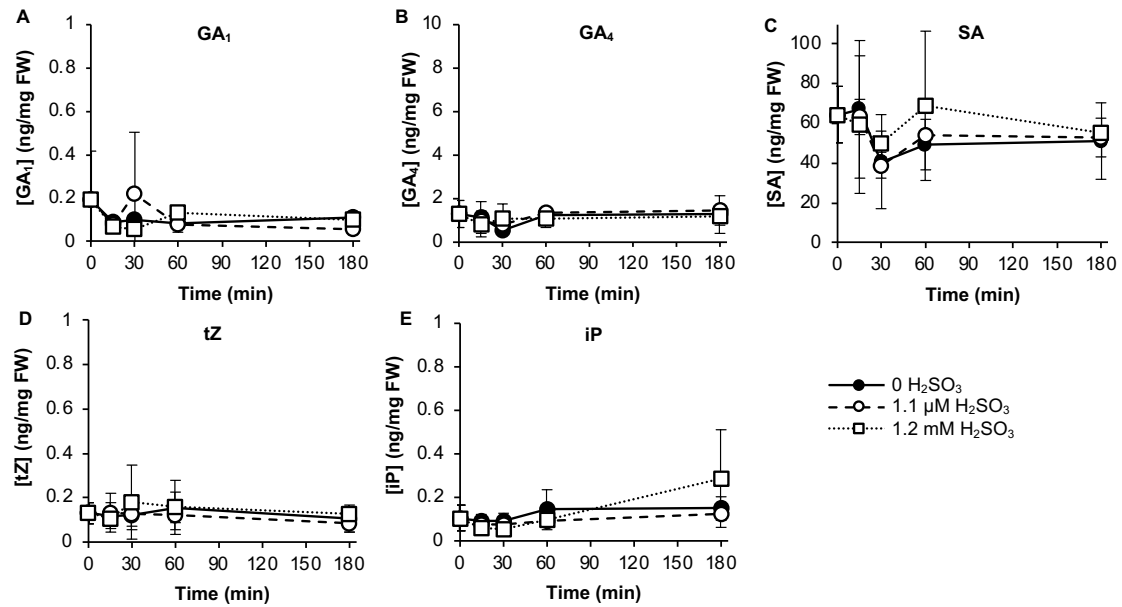 A
GA₁
[GA₁] (ng/mg FW)
1
0.8
0.6
0.4
0.2
0
0 30 60 90 120 150 180
Time (min)
B
GA₄
[GA₄] (ng/mg FW)
10
8
6
4
2
0
0 30 60 90 120 150 180
Time (min)
C
SA
[SA] (ng/mg FW)
100
80
60
40
20
0
0 30 60 90 120 150 180
Time (min)
D
tZ
[tZ] (ng/mg FW)
1
0.8
0.6
0.4
0.2
0
0 30 60 90 120 150 180
Time (min)
E
iP
[iP] (ng/mg FW)
1
0.8
0.6
0.4
0.2
0
0 30 60 90 120 150 180
Time (min)
0 H₂SO₃
1.1 µM H₂SO₃
1.2 mM H₂SO₃